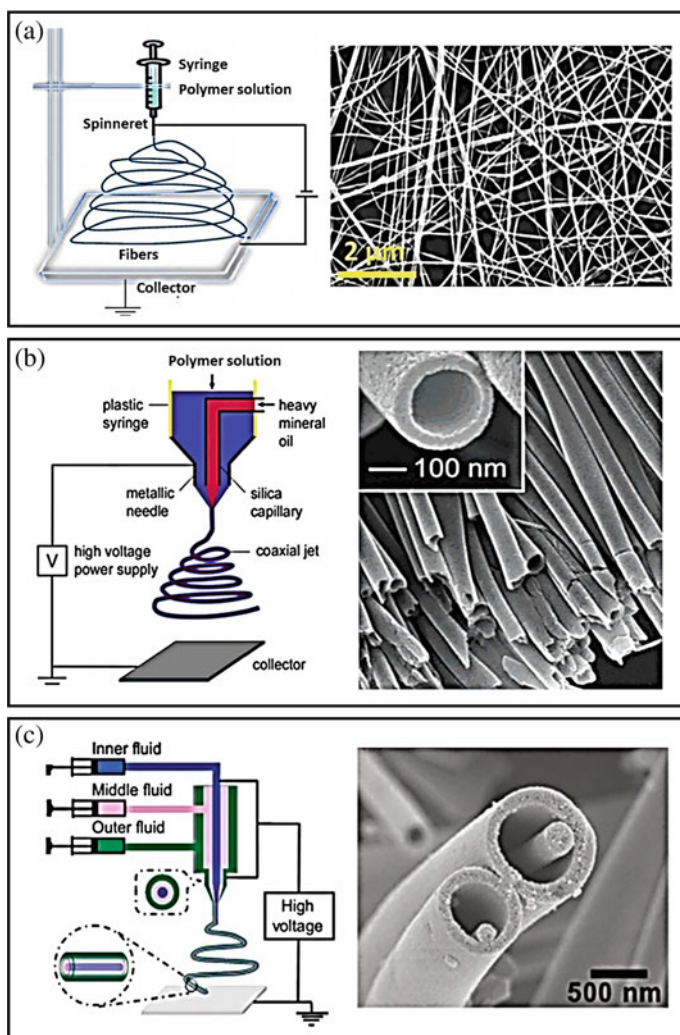 (a)
Syringe
Polymer solution
Spinneret
Fibers
Collector
2 µm
(b)
Polymer solution
plastic
syringe
heavy
mineral
oil
metallic
needle
silica
capillary
high voltage
power supply
V
coaxial jet
collector
100 nm
(c)
Inner fluid
Middle fluid
Outer fluid
High
voltage
500 nm